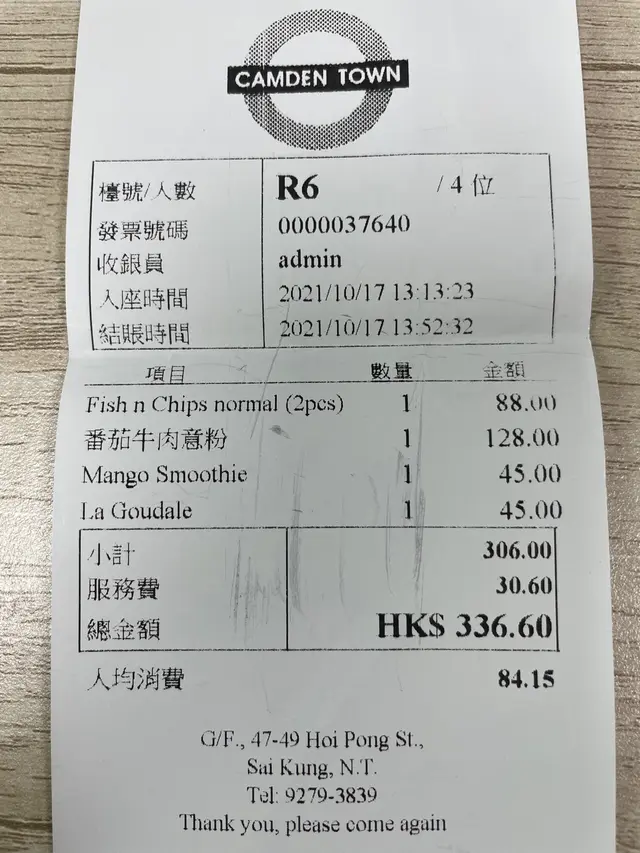 CAMDEN TOWN
檯號/人數 R6 / 4 位
發票號碼 0000037640
收銀員 admin
入座時間 2021/10/17 13:13:23
結賬時間 2021/10/17 13:52:32
項目 數量 金額
Fish n Chips normal (2pcs) 1 88.00
番茄牛肉意粉 1 128.00
Mango Smoothie 1 45.00
La Goudale 1 45.00
小計 306.00
服務費 30.60
總金額 HK$ 336.60
人均消費 84.15
G/F., 47-49 Hoi Pong St.,
Sai Kung, N.T.
Tel: 9279-3839
Thank you, please come again